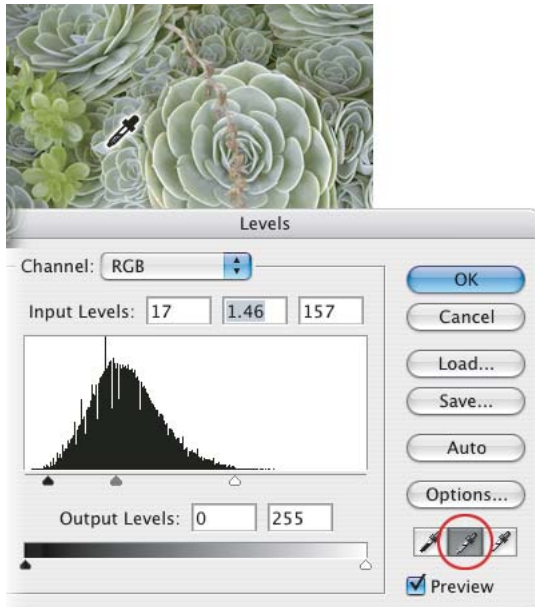 Levels
Channel: RGB
OK
Input Levels: 17 1.46 157
Cancel
Load...
Save...
Auto
Options...
Output Levels: 0 255
Preview